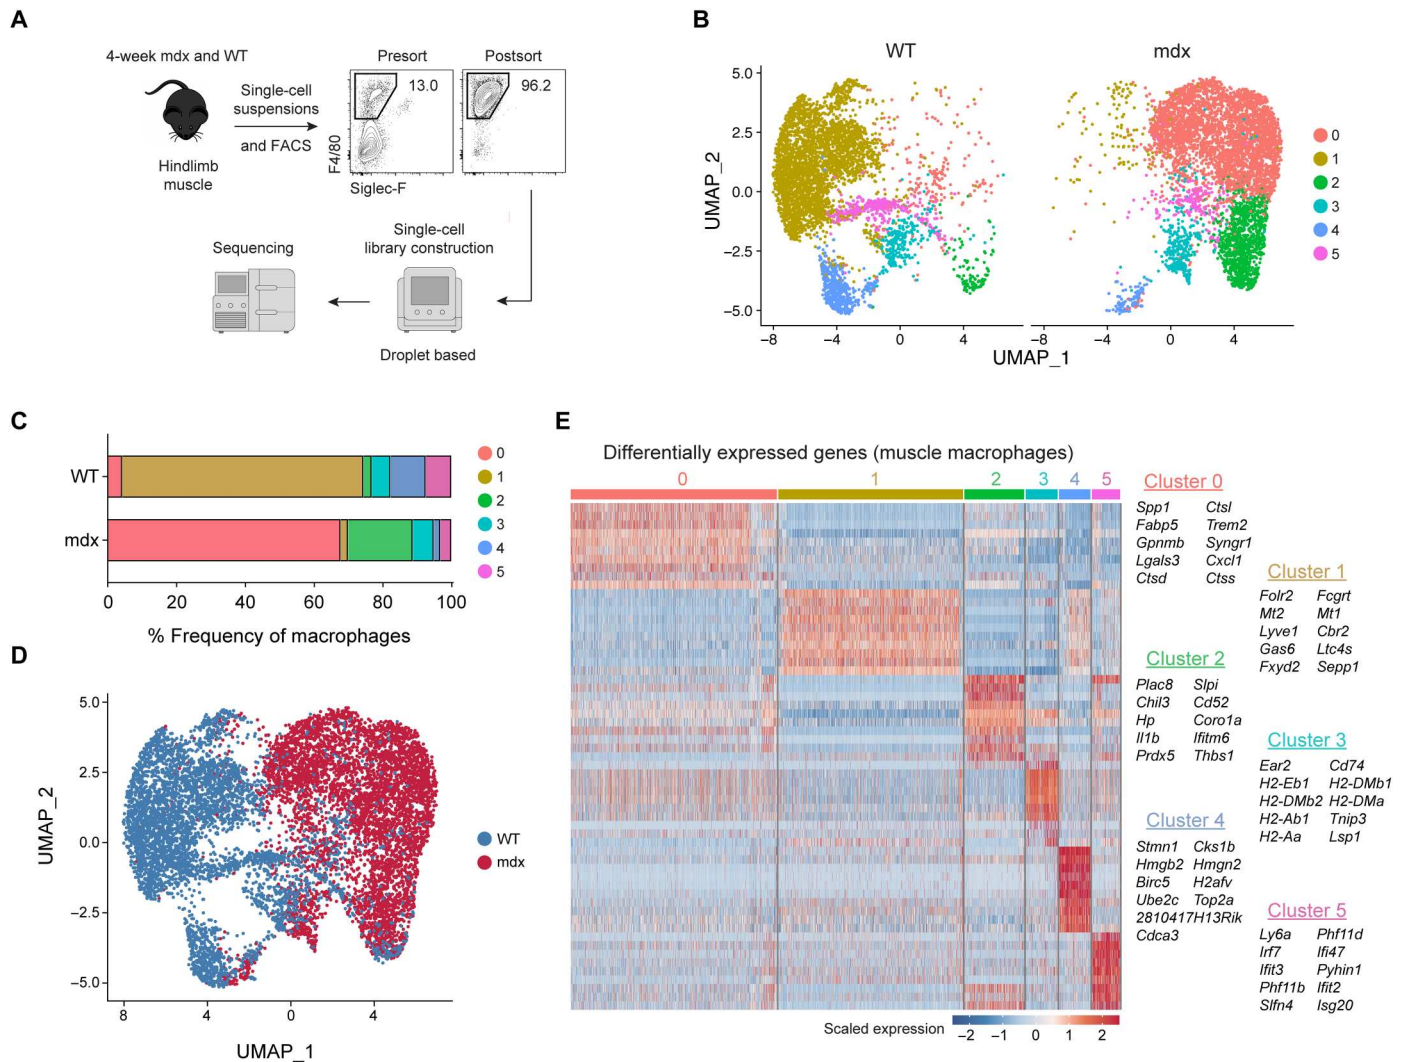 A
4-week mdx and WT
Hindlimb
muscle
Single-cell
suspensions
and FACS
Presort
13.0
F4/80
Siglec-F
Postsort
96.2
Sequencing
Single-cell
library construction
Droplet based
B
WT
mdx
5.0
2.5
0.0
−2.5
−5.0
UMAP_2
−8
−4
0
4
−8
−4
0
4
UMAP_1
0
1
2
3
4
5
C
WT
mdx
0
20
40
60
80
100
% Frequency of macrophages
0
1
2
3
4
5
D
5.0
2.5
0.0
−2.5
−5.0
UMAP_2
8
4
0
4
UMAP_1
WT
mdx
E
Differentially expressed genes (muscle macrophages)
0 1 2 3 4 5
Scaled expression
−2 −1 0 1 2
Cluster 0
Spp1 Ctsl
Fabp5 Trem2
Gpnmb Syngr1
Lgals3 Cxcl1
Ctsd Ctss
Cluster 1
Folr2 Fcgrt
Mt2 Mt1
Lyve1 Cbr2
Gas6 Ltc4s
Fxyd2 Sepp1
Cluster 2
Plac8 Slpi
Chil3 Cd52
Hp Coro1a
Il1b Ifitm6
Prdx5 Thbs1
Cluster 3
Ear2 Cd74
H2-Eb1 H2-DMb1
H2-DMb2 H2-DMa
H2-Ab1 Tnip3
H2-Aa Lsp1
Cluster 4
Stmn1 Cks1b
Hmgb2 Hmgn2
Birc5 H2afv
Ube2c Top2a
2810417H13Rik
Cdca3
Cluster 5
Ly6a Phf11d
Irf7 Ifi47
Ifit3 Pyhin1
Phf11b Ifit2
Slfn4 Isg20